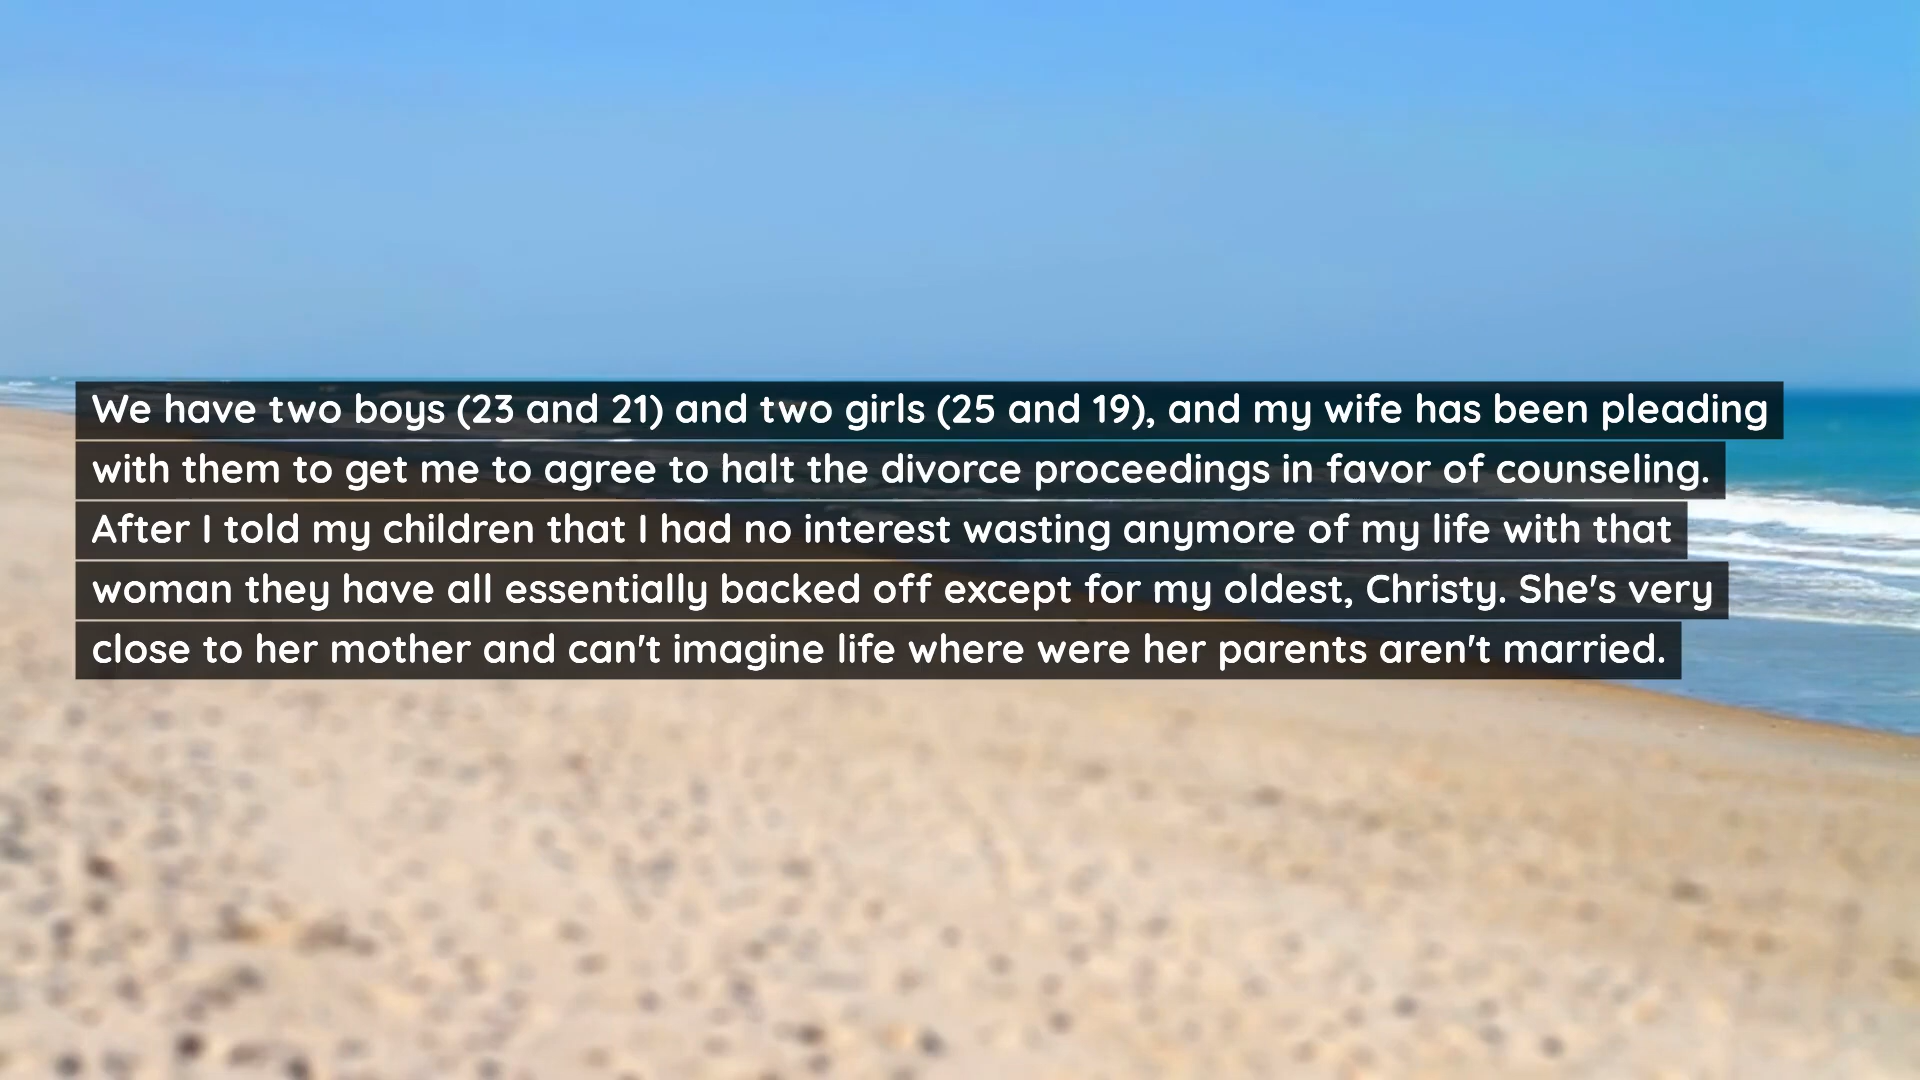 We have two boys (23 and 21) and two girls (25 and 19), and my wife has been pleading
with them to get me to agree to halt the divorce proceedings in favor of counseling.
After I told my children that I had no interest wasting anymore of my life with that
woman they have all essentially backed off except for my oldest, Christy. She's very
close to her mother and can't imagine life where were her parents aren't married.